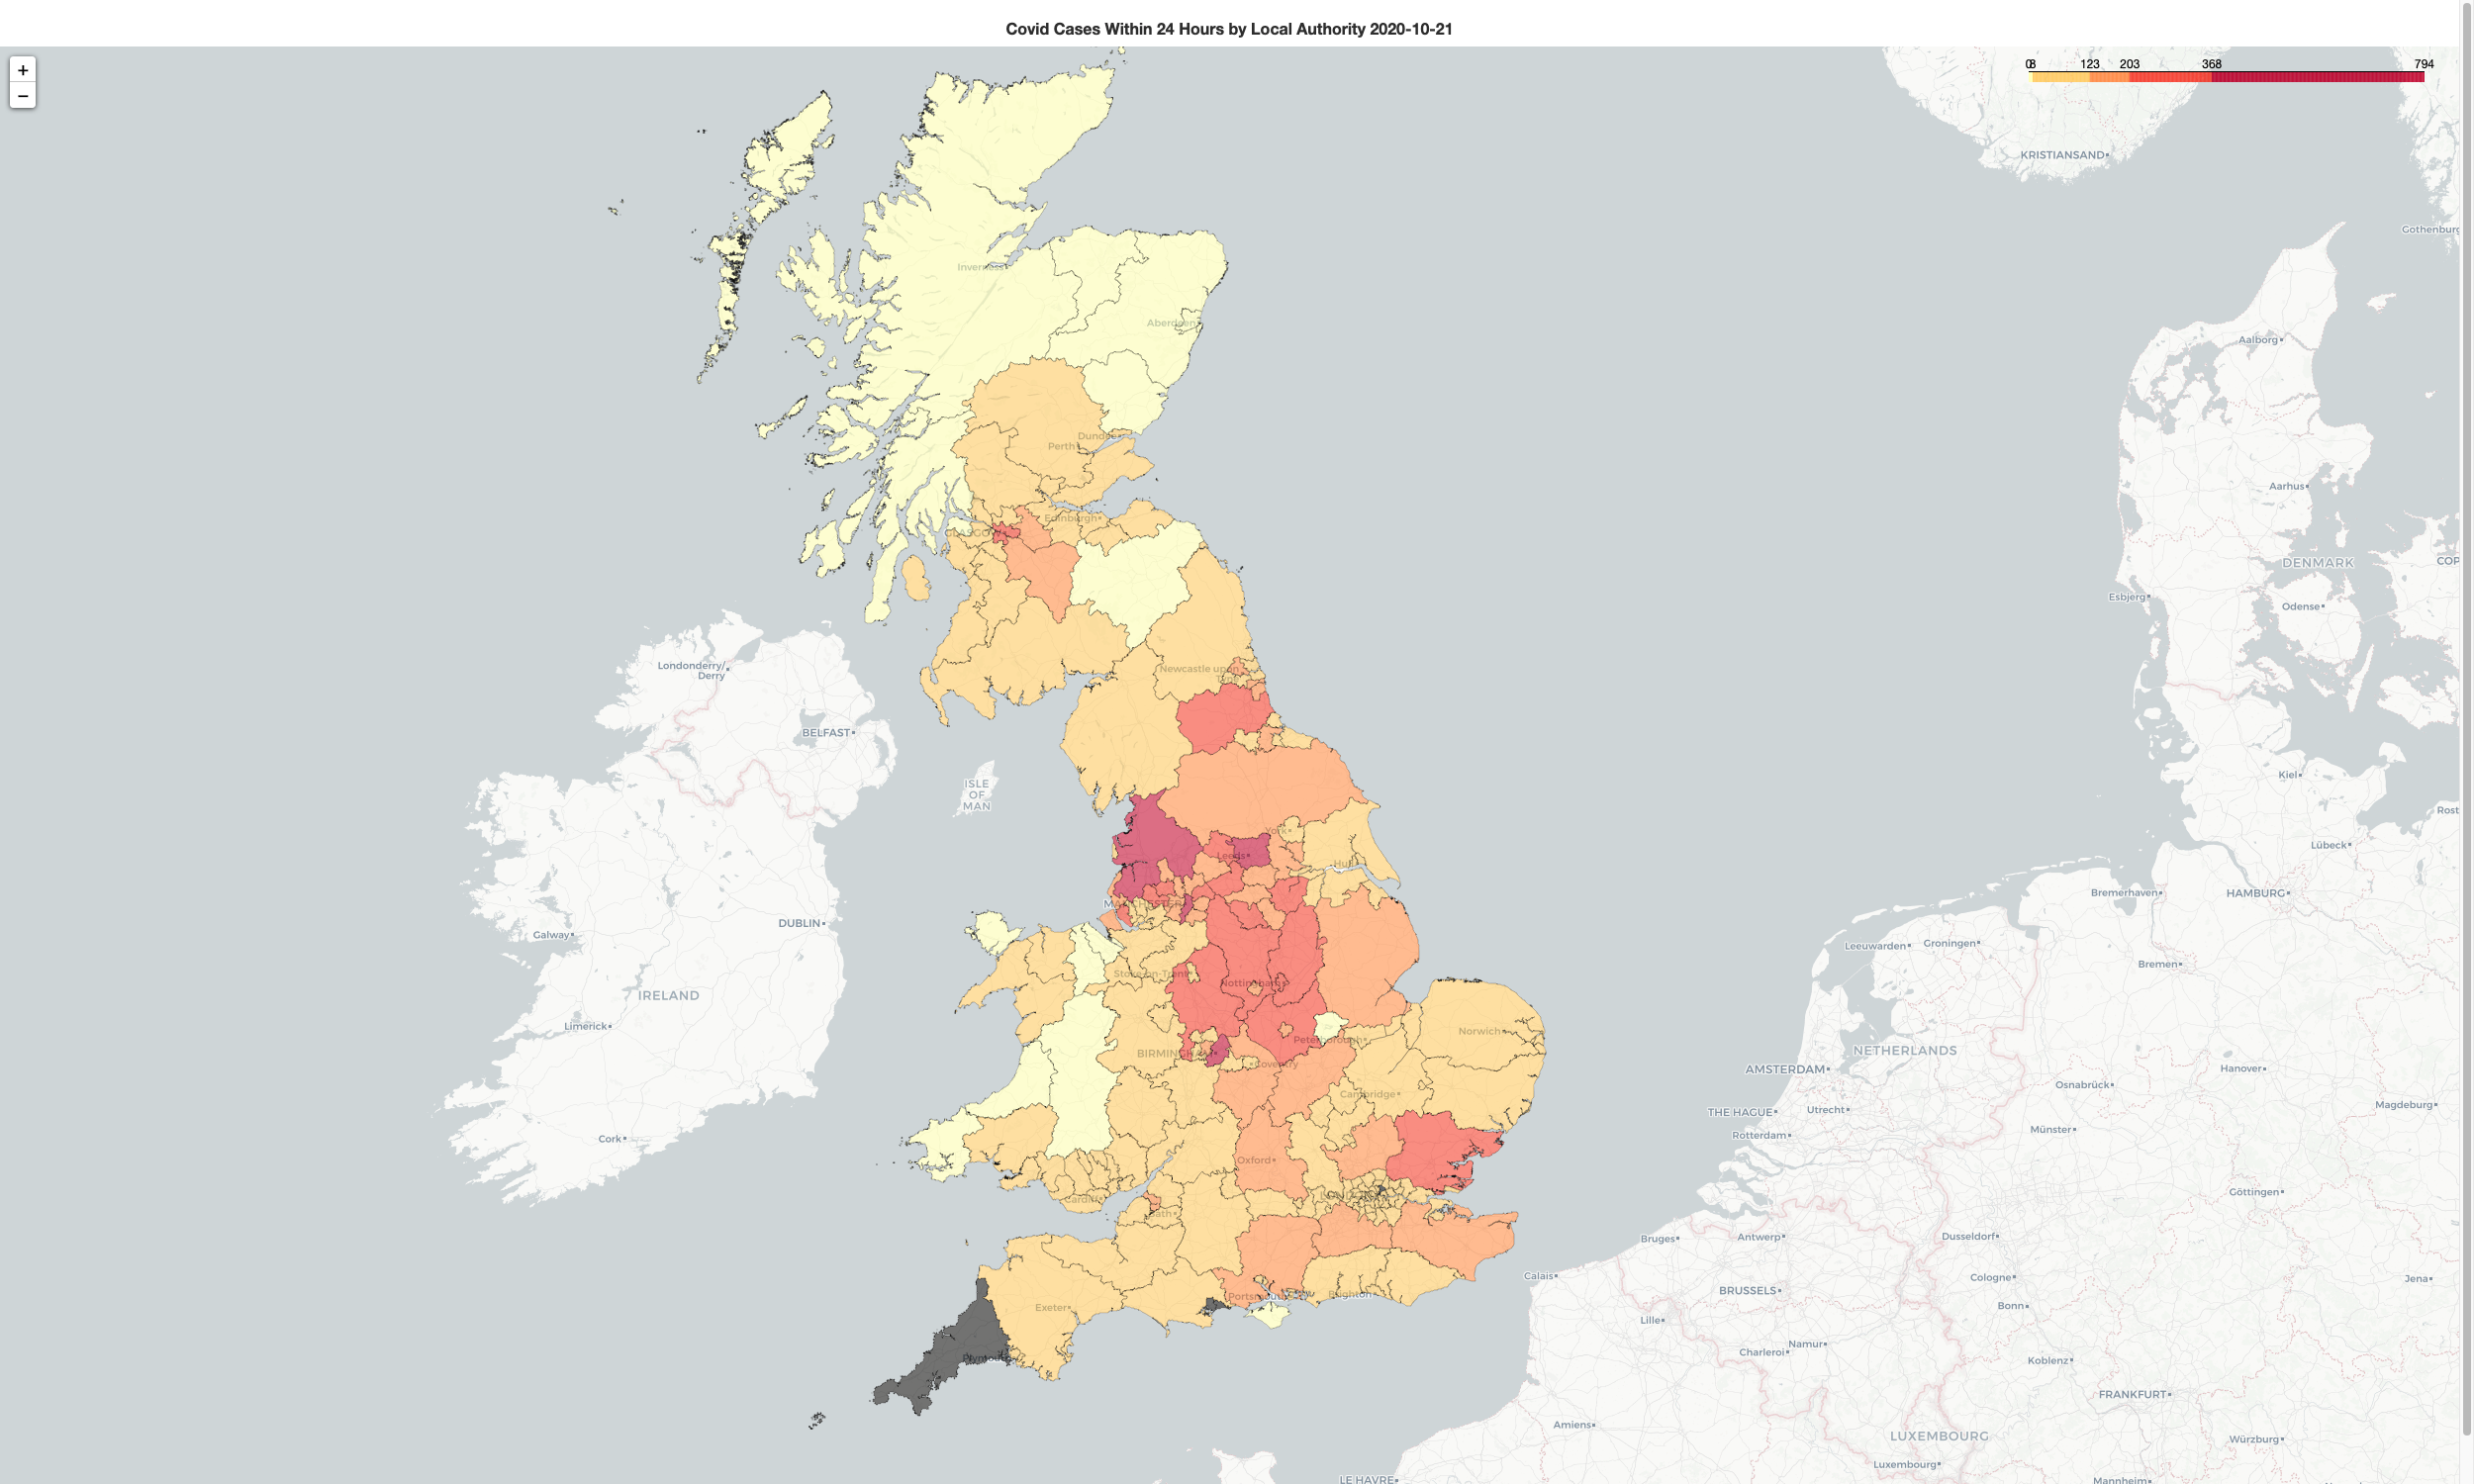 Covid Cases Within 24 Hours by Local Authority 2020-10-21
+
−
0 8 123 203 368 794
KRISTIANSAND
Gothenburg
Inverness
Aberdeen
Aalborg
Dundee
Perth
Aarhus
Edinburgh
GLASGOW
DENMARK
COP
Esbjerg
Odense
Londonderry/
Derry
Newcastle upon
Tyne
BELFAST
ISLE
OF
MAN
Kiel
Rost
York
Leeds
Hull
Lübeck
MANCHESTER
Bremerhaven
HAMBURG
DUBLIN
Galway
Leeuwarden
Groningen
Bremen
Stoke-on-Trent
Nottingham
IRELAND
Limerick
Norwich
Peterborough
BIRMINGHAM
Coventry
NETHERLANDS
AMSTERDAM
Hanover
Osnabrück
Cambridge
THE HAGUE
Utrecht
Magdeburg
Rotterdam
Münster
Cork
Oxford
LONDON
Cardiff
Göttingen
Bath
Bruges
Antwerp
Dusseldorf
Calais
Cologne
Jena
BRUSSELS
Portsmouth
Brighton
Exeter
Bonn
Lille
Namur
Charleroi
Koblenz
Plymouth
FRANKFURT
Amiens
LUXEMBOURG
Würzburg
Luxembourg
LE HAVRE
Mannheim